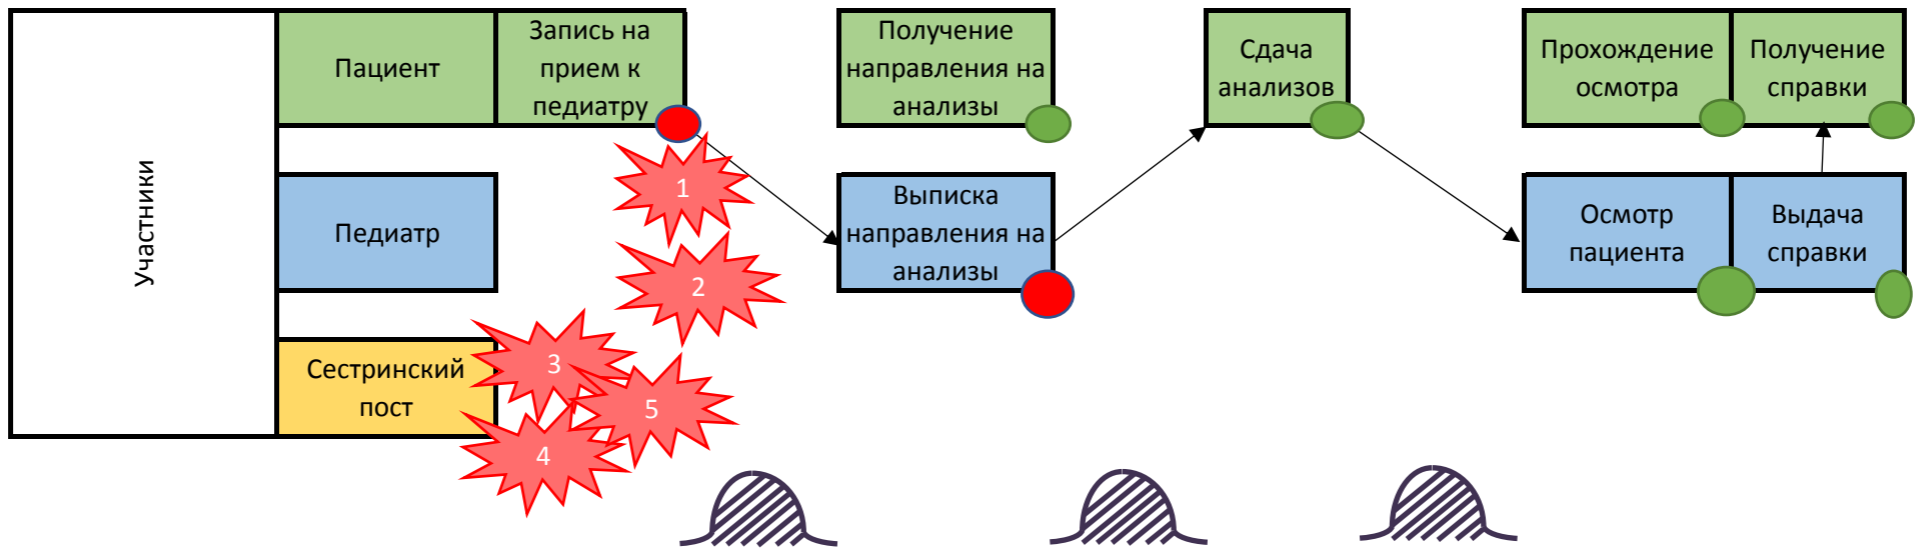 Участники
Пациент
Запись на
прием к
педиатру
Получение
направления на
анализы
Сдача
анализов
Прохождение
осмотра
Получение
справки
Педиатр
1
2
Выписка
направления на
анализы
Осмотр
пациента
Выдача
справки
Сестринский
пост
3
5
4